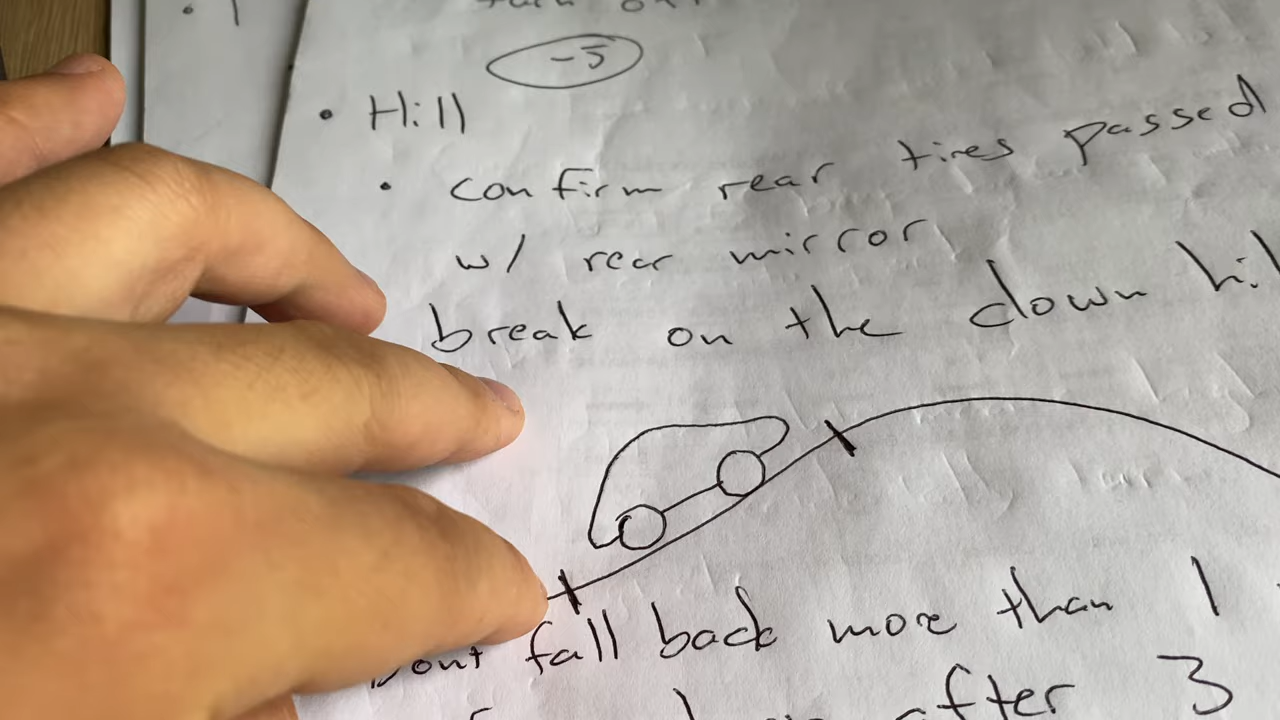 -5
• Hill
• confirm rear tires passed
w/ rear mirror
break on the down
fall back more than 1
after 3